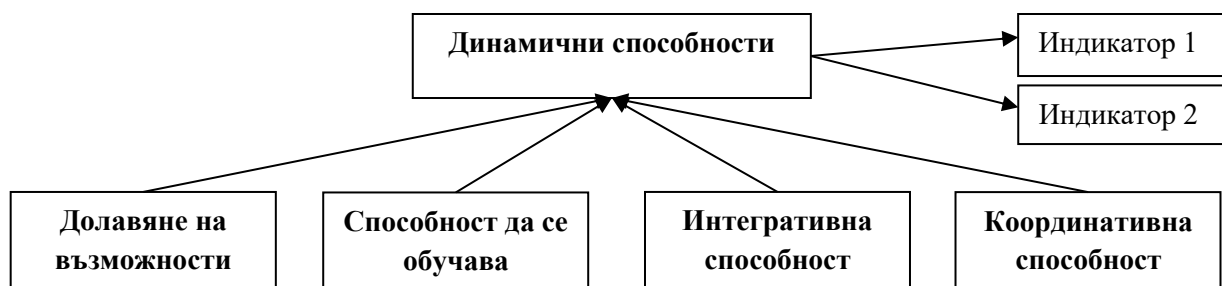 Динамични способности
Индикатор 1
Индикатор 2
Долавяне на
възможности
Способност да се
обучава
Интегративна
способност
Координативна
способност